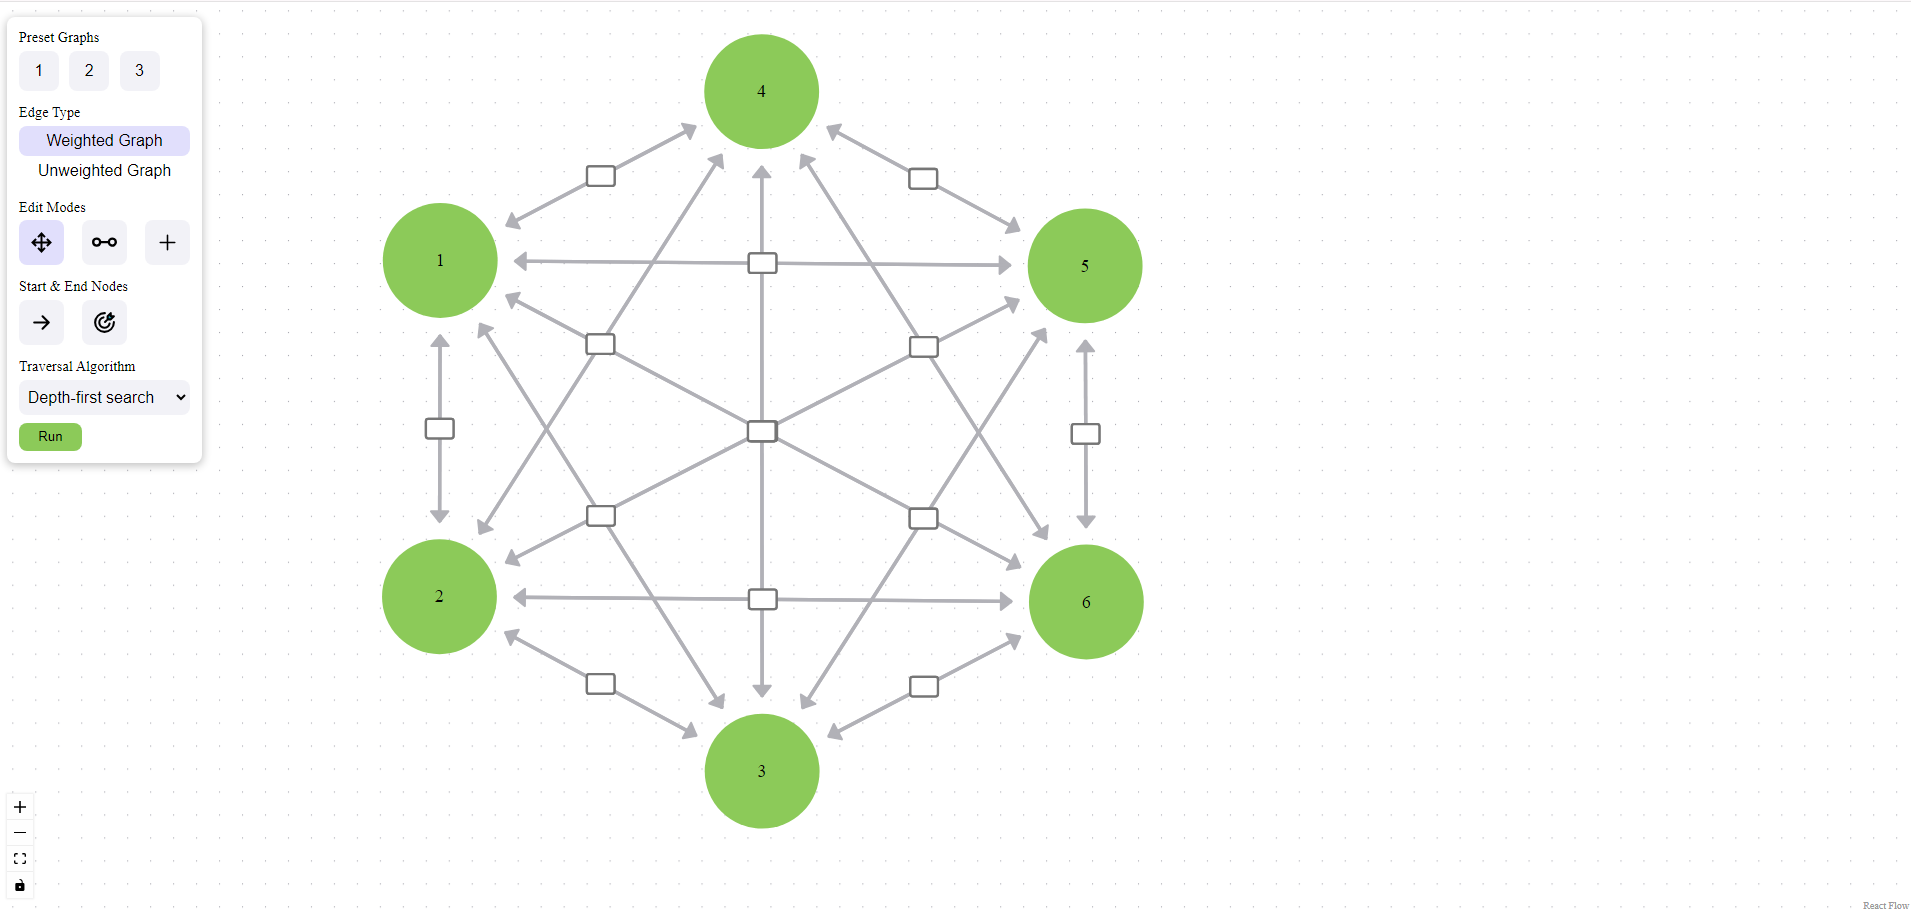 Preset Graphs
1 2 3
Edge Type
Weighted Graph
Unweighted Graph
Edit Modes
Start & End Nodes
Traversal Algorithm
Depth-first search
Run
4
1
5
2
6
3
React Flow